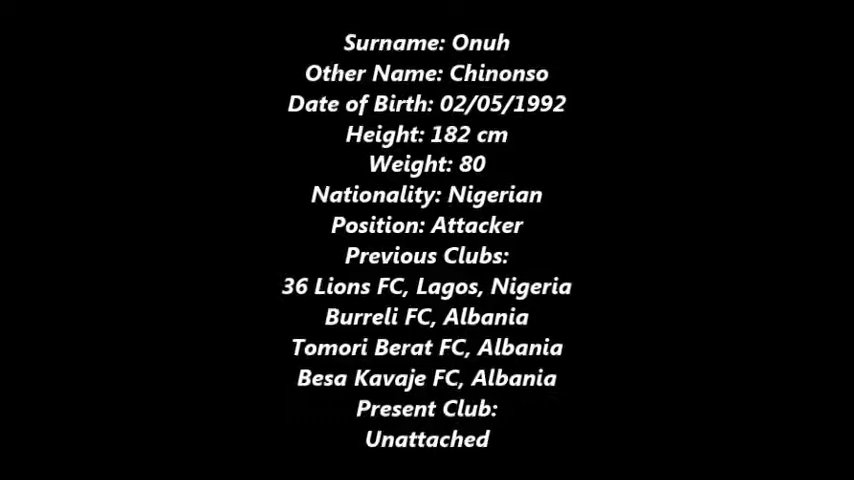 Surname: Onuh
Other Name: Chinonso
Date of Birth: 02/05/1992
Height: 182 cm
Weight: 80
Nationality: Nigerian
Position: Attacker
Previous Clubs:
36 Lions FC, Lagos, Nigeria
Burreli FC, Albania
Tomori Berat FC, Albania
Besa Kavaje FC, Albania
Present Club:
Unattached